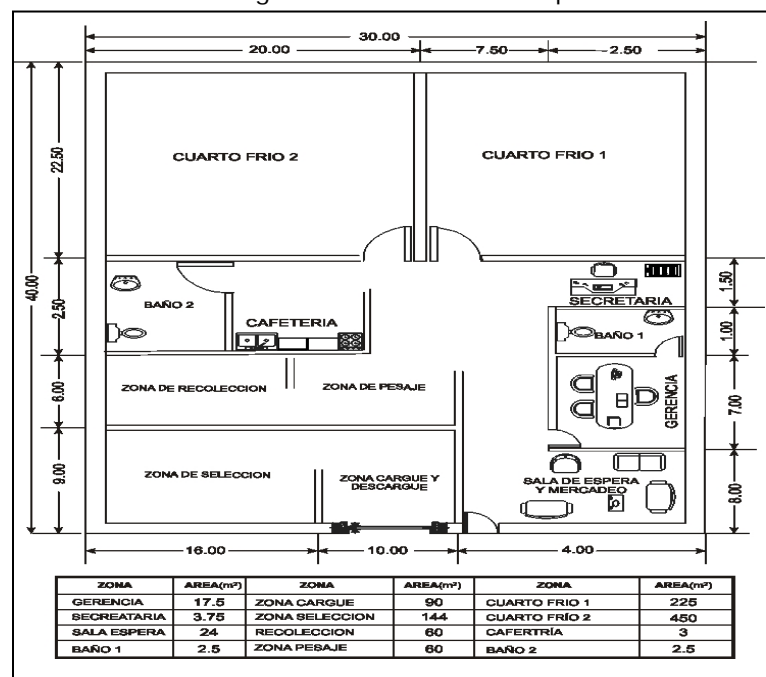 30.00
20.00 7.50 2.50
40.00
22.50
2.50
6.00
9.00
CUARTO FRIO 2
CUARTO FRIO 1
1.50
1.00
7.00
8.00
SECRETARIA
BAÑO 2
CAFETERIA
BAÑO 1
ZONA DE RECOLECCION
ZONA DE PESAJE
GERENCIA
ZONA DE SELECCION
ZONA CARGUE Y
DESCARGUE
SALA DE ESPERA
Y MERCADEO
16.00 10.00 4.00
ZONA AREA(m²) ZONA AREA(m²) ZONA AREA(m²)
GERENCIA 17.5 ZONA CARGUE 90 CUARTO FRIO 1 225
SECREATARIA 3.75 ZONA SELECCION 144 CUARTO FRÍO 2 450
SALA ESPERA 24 RECOLECCION 60 CAFERTRÍA 3
BAÑO 1 2.5 ZONA PESAJE 60 BAÑO 2 2.5